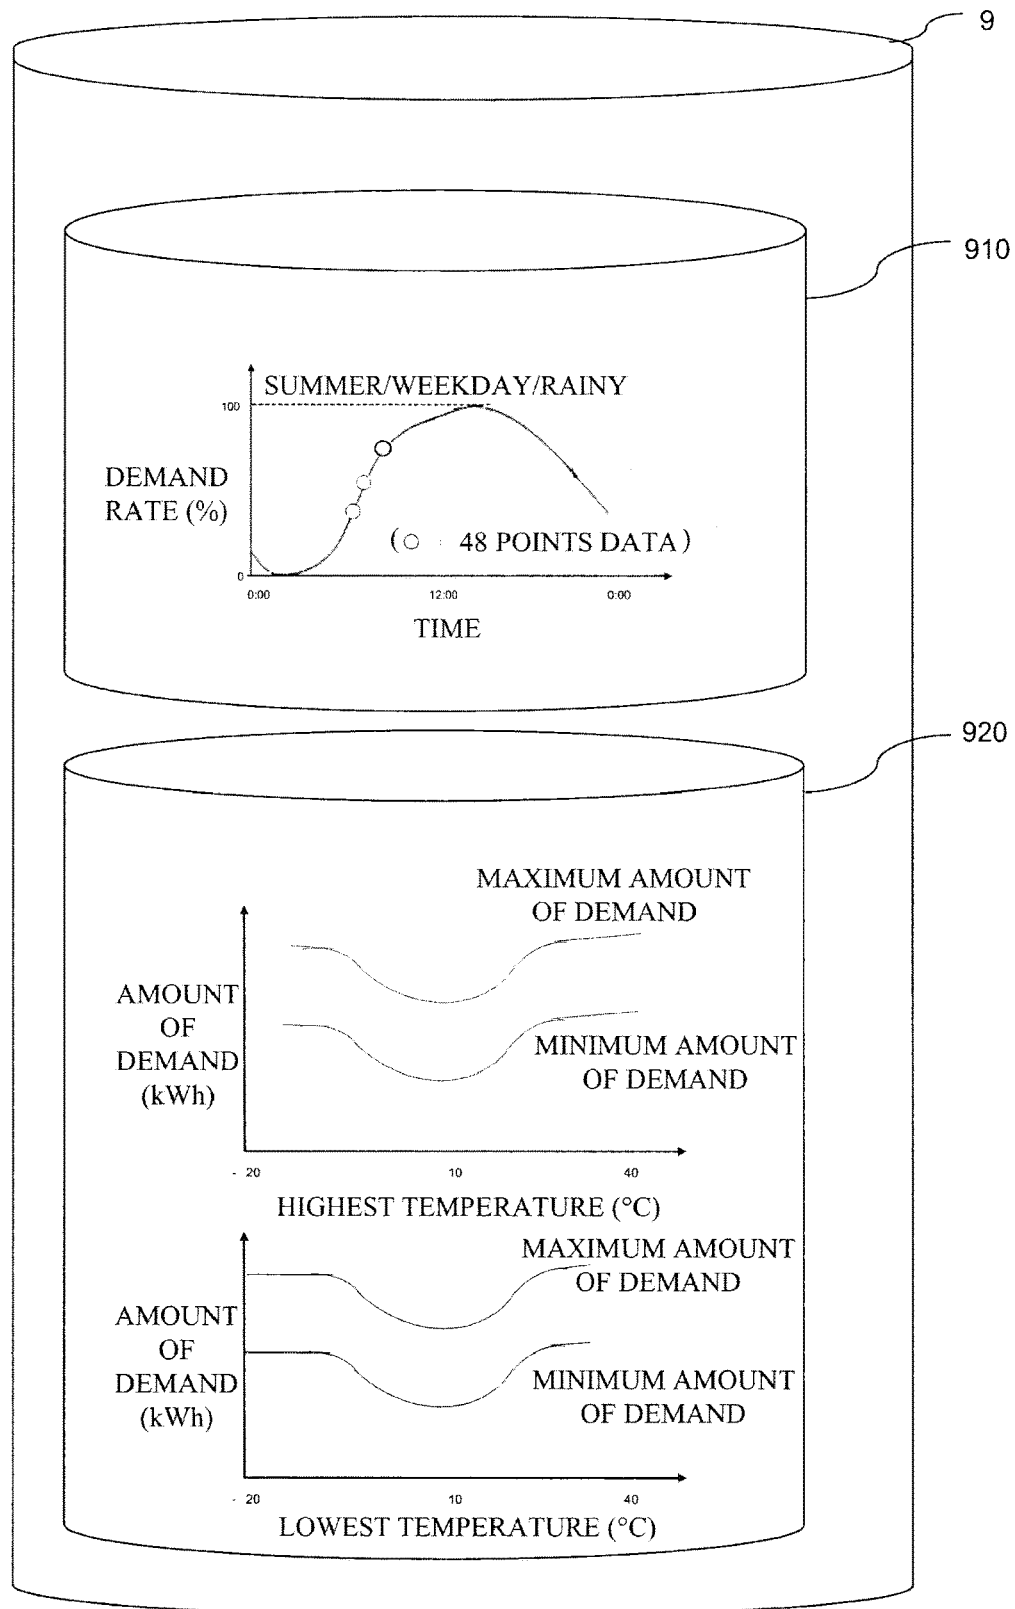 9
910
SUMMER/WEEKDAY/RAINY
100
DEMAND
RATE (%)
(○ : 48 POINTS DATA)
0
0:00 12:00 0:00
TIME
920
MAXIMUM AMOUNT
OF DEMAND
AMOUNT
OF
DEMAND
(kWh)
MINIMUM AMOUNT
OF DEMAND
- 20 10 40
HIGHEST TEMPERATURE (°C)
MAXIMUM AMOUNT
OF DEMAND
AMOUNT
OF
DEMAND
(kWh)
MINIMUM AMOUNT
OF DEMAND
- 20 10 40
LOWEST TEMPERATURE (°C)